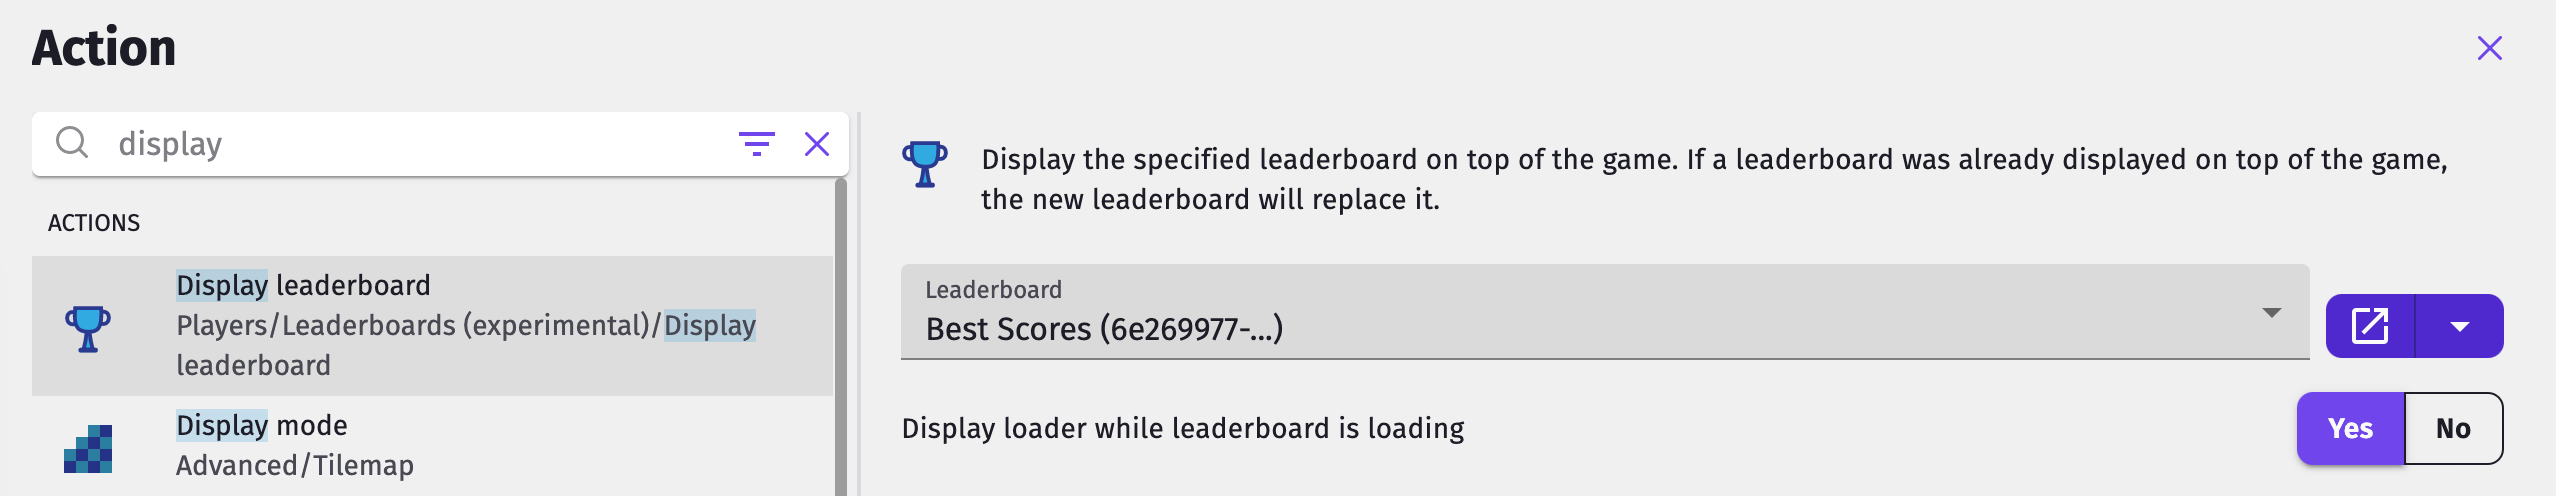 Action
display
ACTIONS
Display leaderboard
Players/Leaderboards (experimental)/Display
leaderboard
Display mode
Advanced/Tilemap
Display the specified leaderboard on top of the game. If a leaderboard was already displayed on top of the game,
the new leaderboard will replace it.
Leaderboard
Best Scores (6e269977-...)
Display loader while leaderboard is loading
Yes No